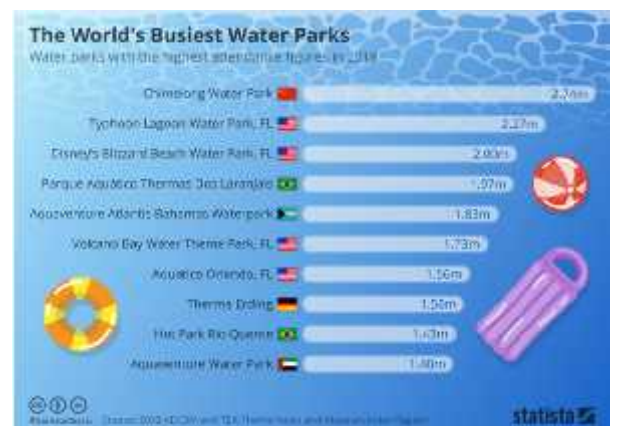 The World's Busiest Water Parks
Water parks with the highest attendance figures in 2018
Chimelong Water Park 2.74m
Typhoon Lagoon Water Park, FL 2.27m
Disney's Blizzard Beach Water Park, FL 2.00m
Parque Aquático Thermas Dos Laranjais 1.97m
Aquaventure Atlantis Bahamas Waterpark 1.83m
Volcano Bay Water Theme Park, FL 1.73m
Aquatica Orlando, FL 1.56m
Therme Erding
Hot Park Rio Quente 1.43m
Aquaventure Water Park 1.40m
statista